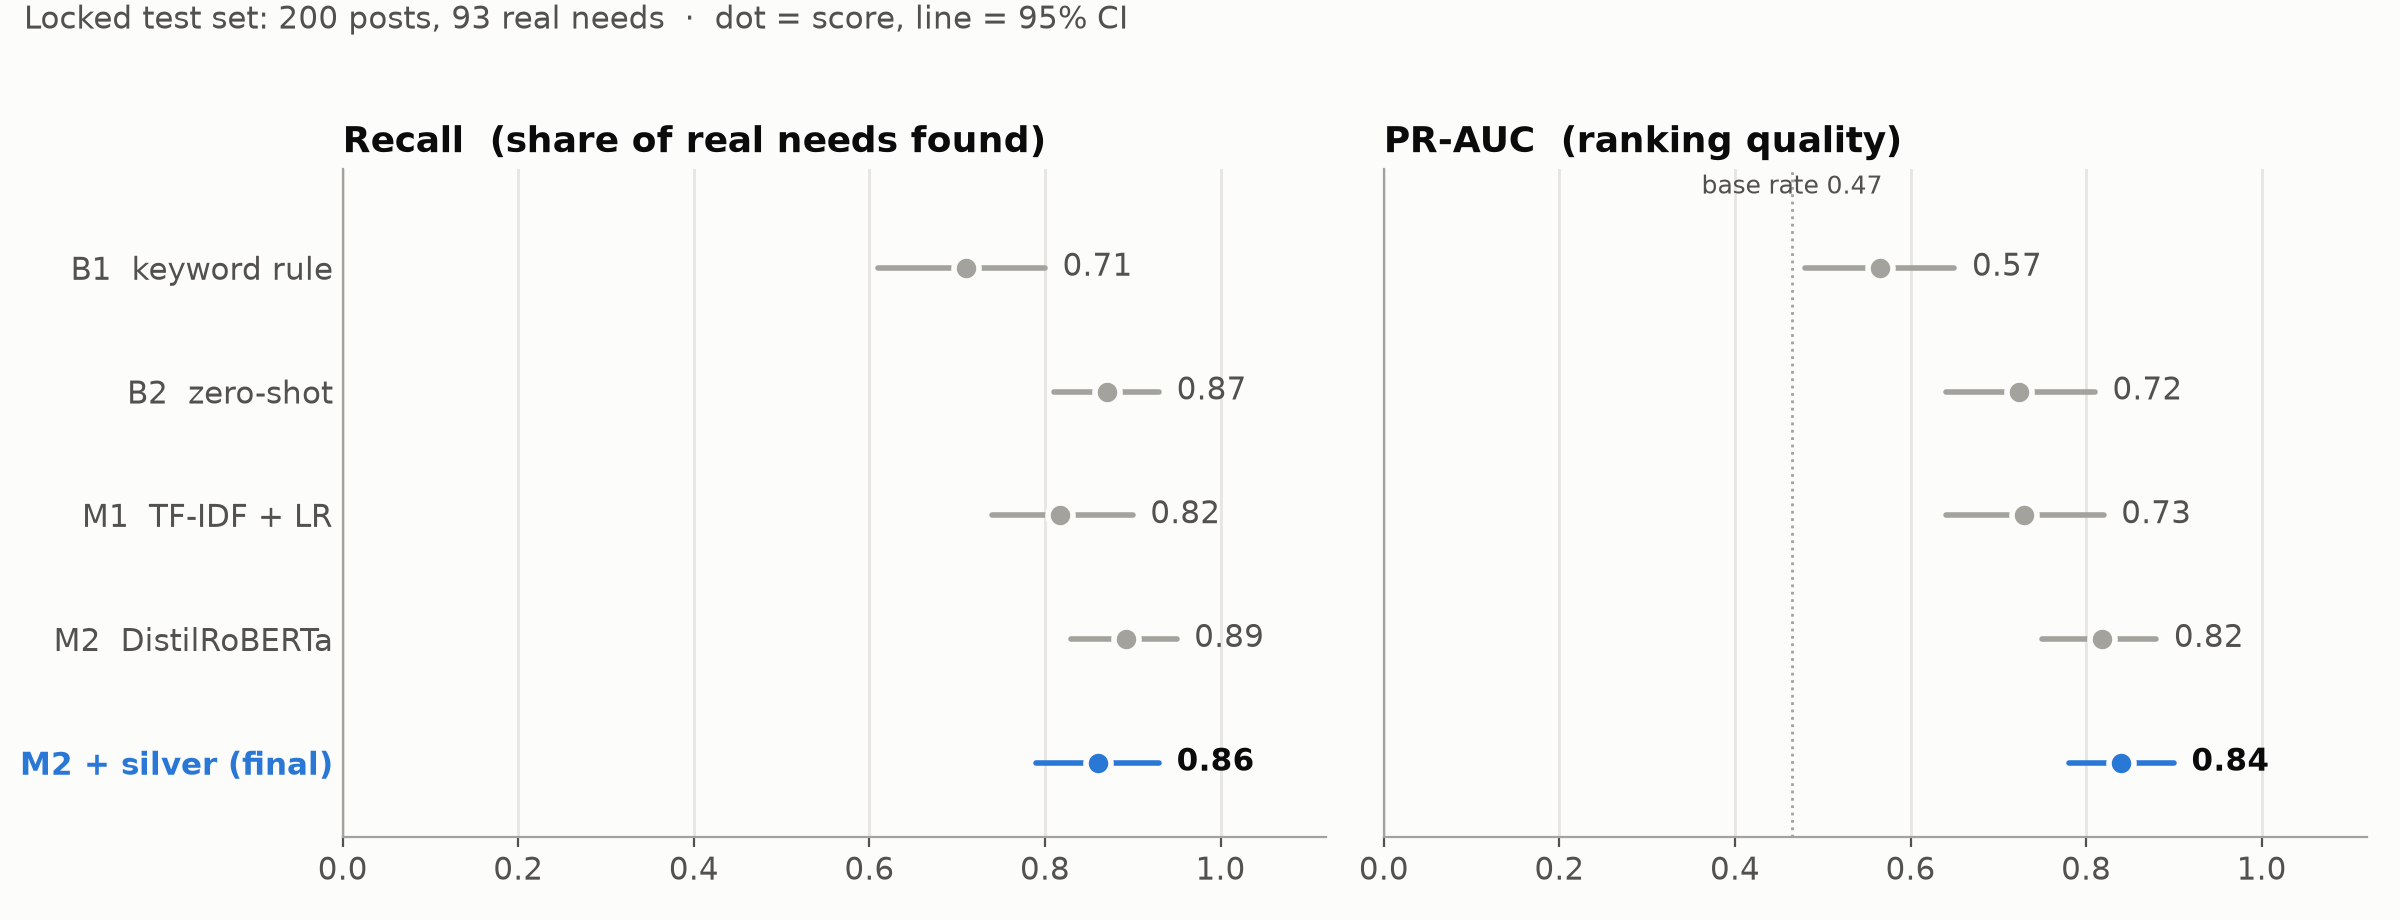 Locked test set: 200 posts, 93 real needs · dot = score, line = 95% CI
Recall (share of real needs found)
PR-AUC (ranking quality)
base rate 0.47
B1 keyword rule
0.71
0.57
B2 zero-shot
0.87
0.72
M1 TF-IDF + LR
0.82
0.73
M2 DistilRoBERTa
0.89
0.82
M2 + silver (final)
0.86
0.84
0.0 0.2 0.4 0.6 0.8 1.0
0.0 0.2 0.4 0.6 0.8 1.0